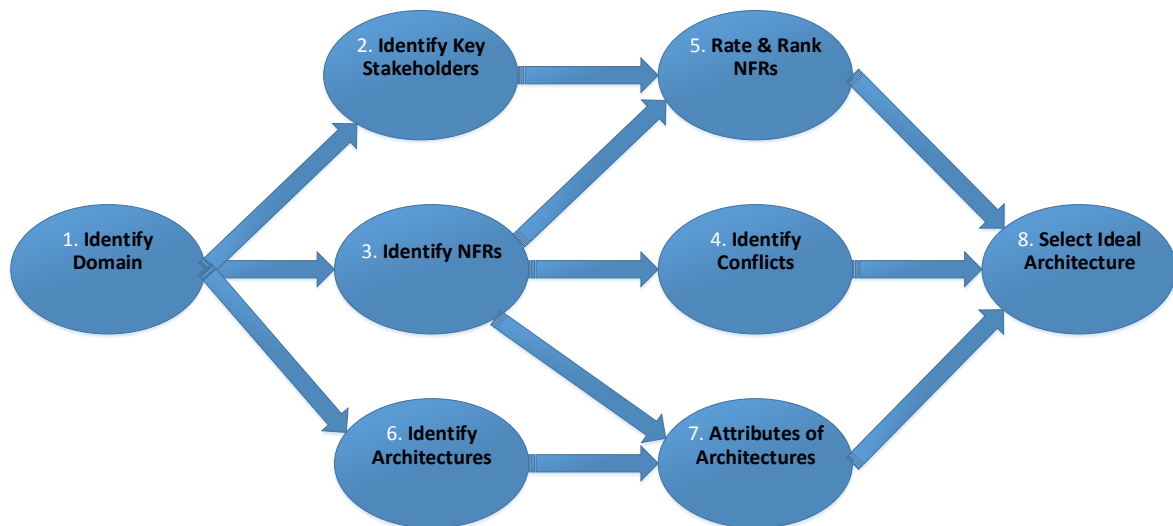 2. Identify Key
Stakeholders
5. Rate & Rank
NFRs
1. Identify
Domain
3. Identify NFRs
4. Identify
Conflicts
8. Select Ideal
Architecture
6. Identify
Architectures
7. Attributes of
Architectures